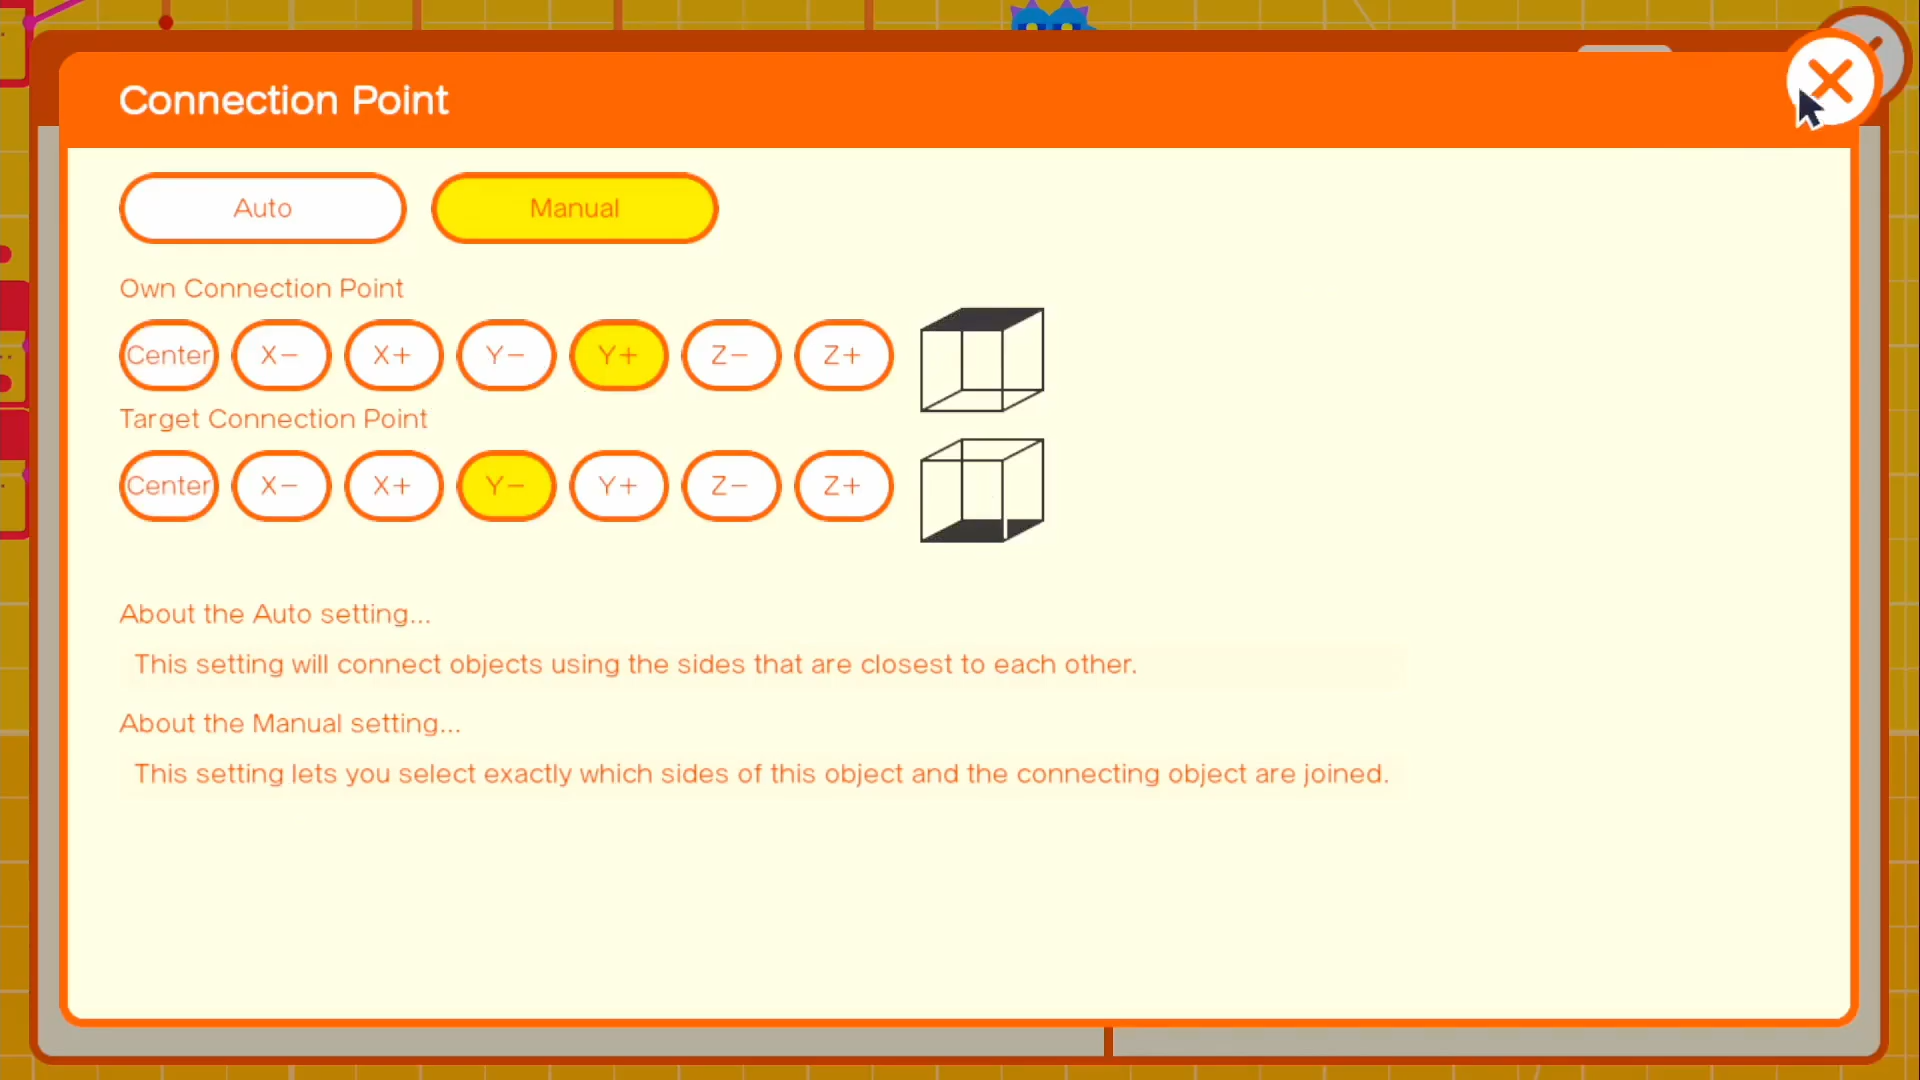 Connection Point
Auto Manual
Own Connection Point
Center X− X+ Y− Y+ Z− Z+
Target Connection Point
Center X− X+ Y− Y+ Z− Z+
About the Auto setting...
This setting will connect objects using the sides that are closest to each other.
About the Manual setting...
This setting lets you select exactly which sides of this object and the connecting object are joined.